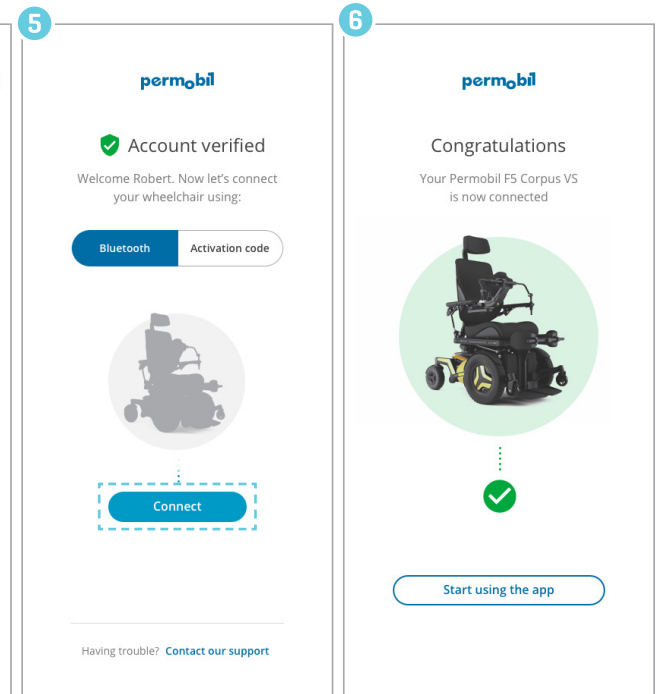 5
permobil
Account verified
Welcome Robert. Now let's connect
your wheelchair using:
Bluetooth
Activation code
Connect
Having trouble? Contact our support
6
permobil
Congratulations
Your Permobil F5 Corpus VS
is now connected
Start using the app